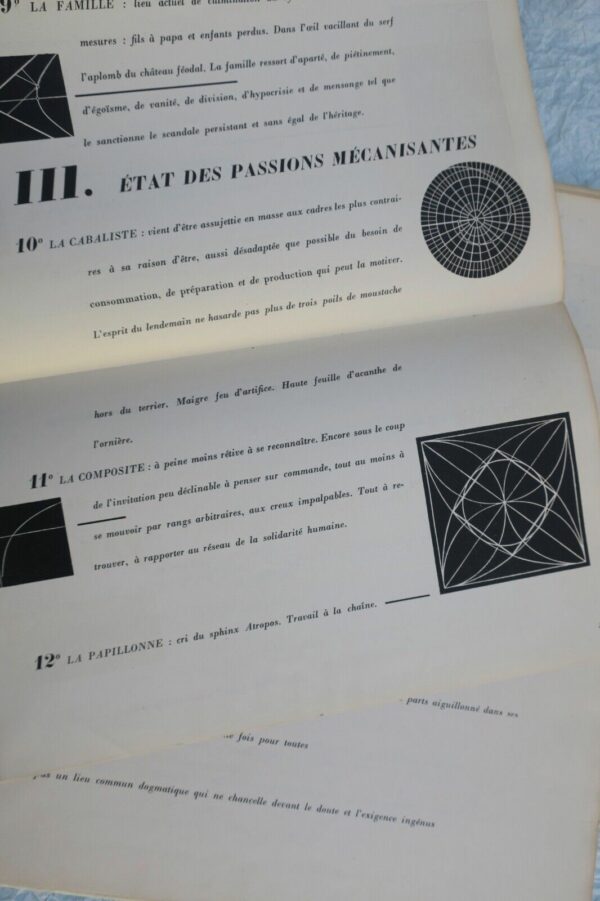 9º LA FAMILLE : lieu actuel de
mesures : fils à papa et enfants perdus. Dans l'œil vacillant du serf
l'aplomb du château féodal. La famille ressort d'aparté, de piétinement,
d'égoïsme, de vanité, de division, d'hypocrisie et de mensonge tel que
le sanctionne le scandale persistant et sans égal de l'héritage.
III. ÉTAT DES PASSIONS MÉCANISANTES
10º LA CABALISTE : vient d'être assujettie en masse aux cadres les plus contrai-
res à sa raison d'être, aussi désadaptée que possible du besoin de
consommation, de préparation et de production qui peut la motiver.
L'esprit du lendemain ne hasarde pas plus de trois poils de moustache
hors du terrier. Maigre feu d'artifice. Haute feuille d'acanthe de
l'ornière.
11º LA COMPOSITE : à peine moins rétive à se reconnaître. Encore sous le coup
de l'invitation peu déclinable à penser sur commande, tout au moins à
se mouvoir par rangs arbitraires, aux creux impalpables. Tout à re-
trouver, à rapporter au réseau de la solidarité humaine.
12º LA PAPILLONNE : cri du sphinx Atropos. Travail à la chaîne.
parts aiguillonné dans ses
fois pour toutes
un lieu commun dogmatique qui ne chancelle devant le doute et l'exigence ingénus